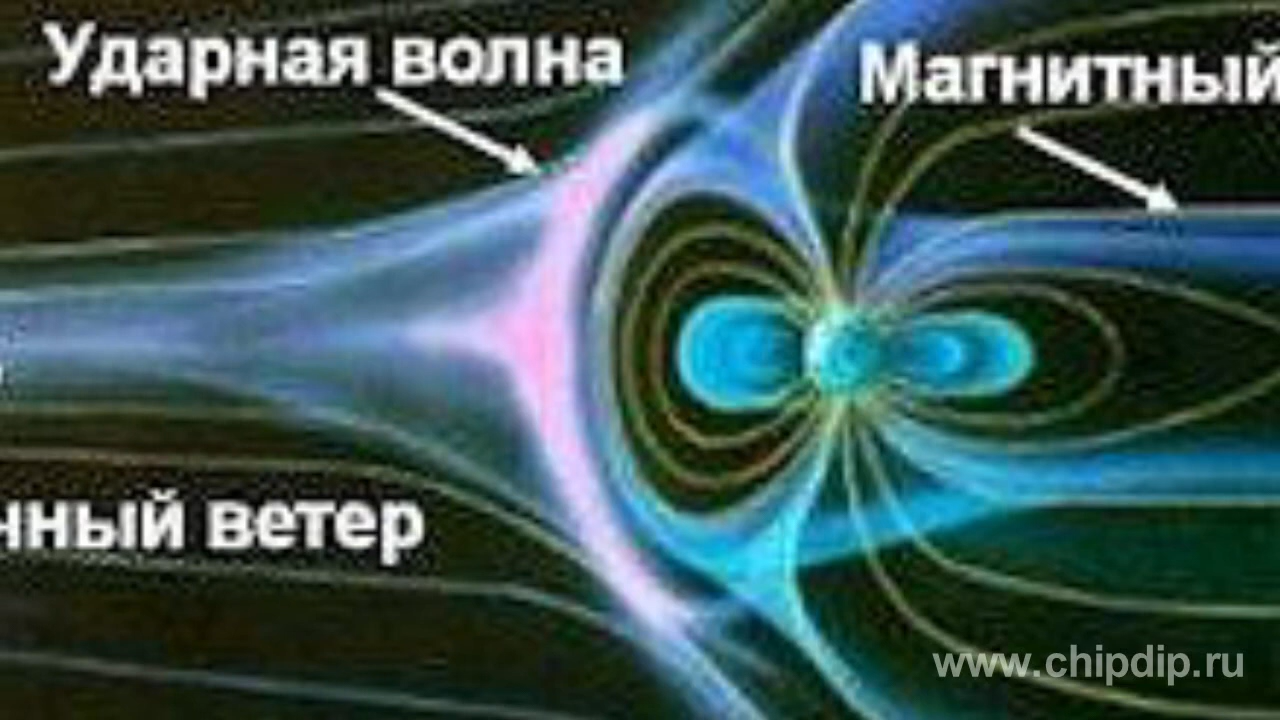 Ударная волна
Магнитный
нный ветер
www.chipdip.ru